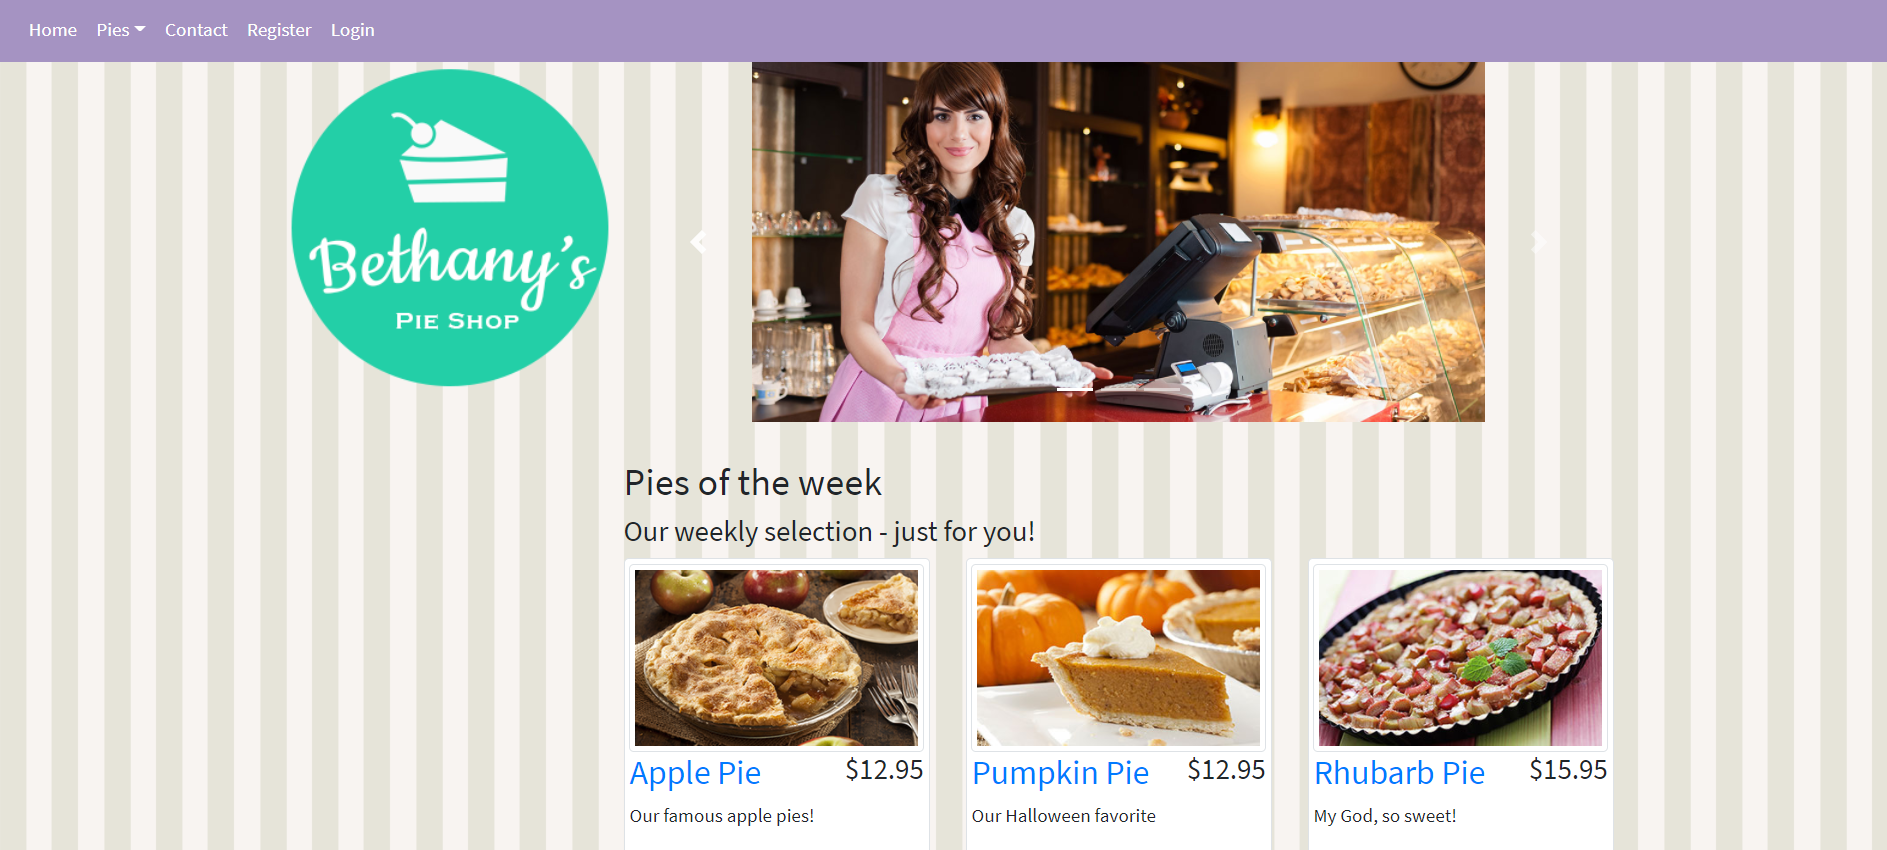 Home Pies Contact Register Login
Bethany's
PIE SHOP
Pies of the week
Our weekly selection - just for you!
Apple Pie $12.95
Our famous apple pies!
Pumpkin Pie $12.95
Our Halloween favorite
Rhubarb Pie $15.95
My God, so sweet!